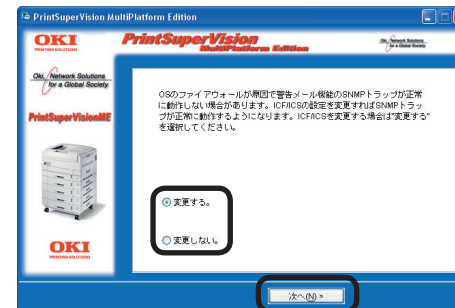 PrintSuperVision MultiPlatform Edition
OKI
PRINTING SOLUTIONS
PrintSuperVision
MultiPlatform Edition
Oki, Network Solutions
for a Global Society
Oki, Network Solutions
for a Global Society
PrintSuperVisionME
OSのファイアウォールが原因で警告メール機能のSNMPトラップが正常
に動作しない場合があります。ICF/ICSの設定を変更すればSNMPトラッ
プが正常に動作するようになります。ICF/ICSを変更する場合は"変更する"
を選択してください。
変更する。
変更しない。
OKI
PRINTING SOLUTIONS
次へ(N) >